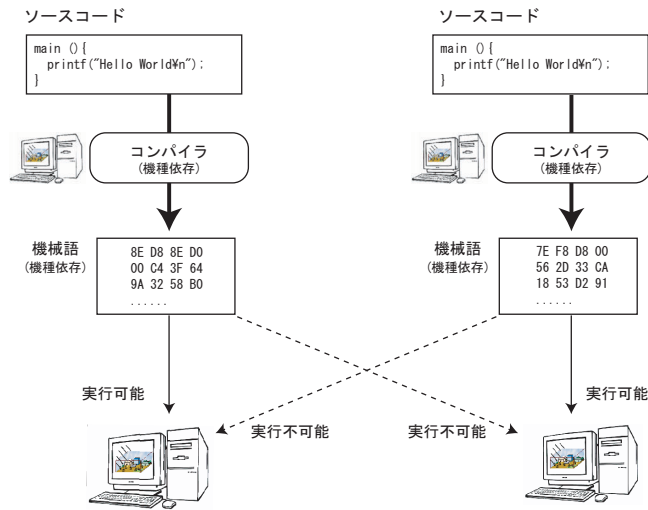 ソースコード
main (){
printf("Hello World¥n");
}
コンパイラ
(機種依存)
機械語
(機種依存)
8E D8 8E D0
00 C4 3F 64
9A 32 58 B0
......
実行可能
実行不可能
ソースコード
main (){
printf("Hello World¥n");
}
コンパイラ
(機種依存)
機械語
(機種依存)
7E F8 D8 00
56 2D 33 CA
18 53 D2 91
......
実行可能
実行不可能